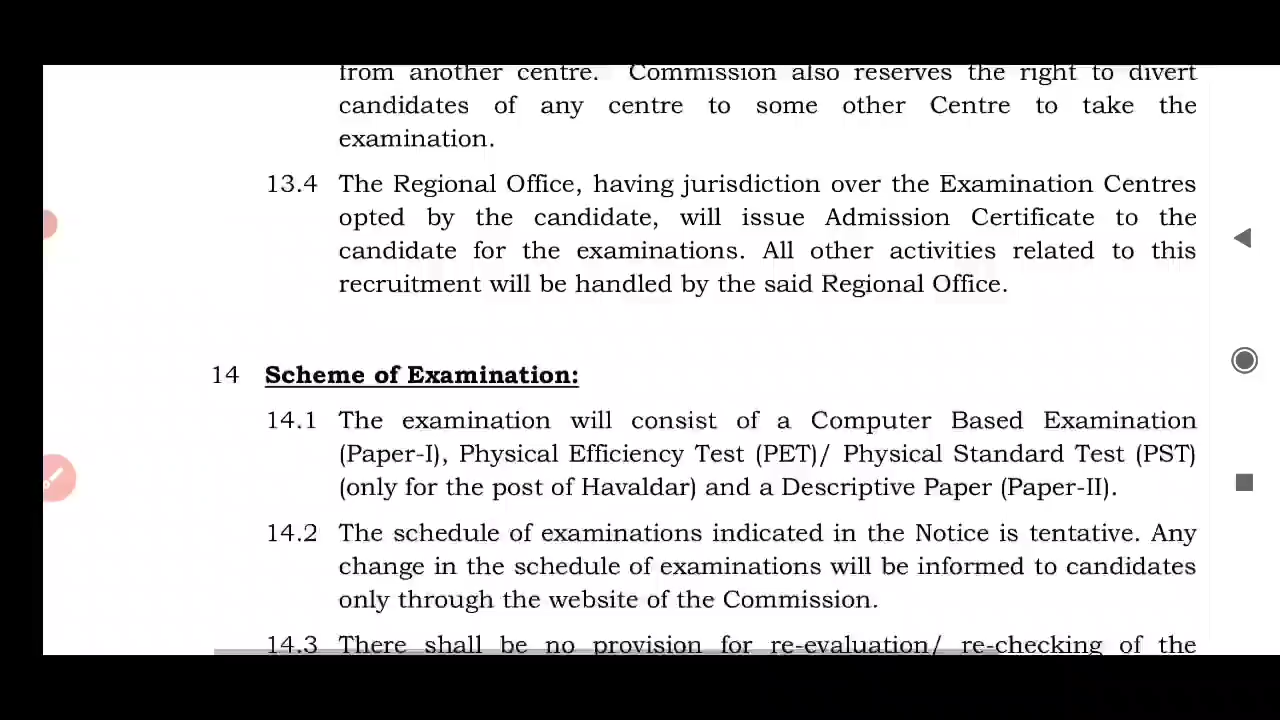 from another centre. Commission also reserves the right to divert
candidates of any centre to some other Centre to take the
examination.
13.4 The Regional Office, having jurisdiction over the Examination Centres
opted by the candidate, will issue Admission Certificate to the
candidate for the examinations. All other activities related to this
recruitment will be handled by the said Regional Office.
14 Scheme of Examination:
14.1 The examination will consist of a Computer Based Examination
(Paper-I), Physical Efficiency Test (PET)/ Physical Standard Test (PST)
(only for the post of Havaldar) and a Descriptive Paper (Paper-II).
14.2 The schedule of examinations indicated in the Notice is tentative. Any
change in the schedule of examinations will be informed to candidates
only through the website of the Commission.
14.3 There shall be no provision for re-evaluation/ re-checking of the